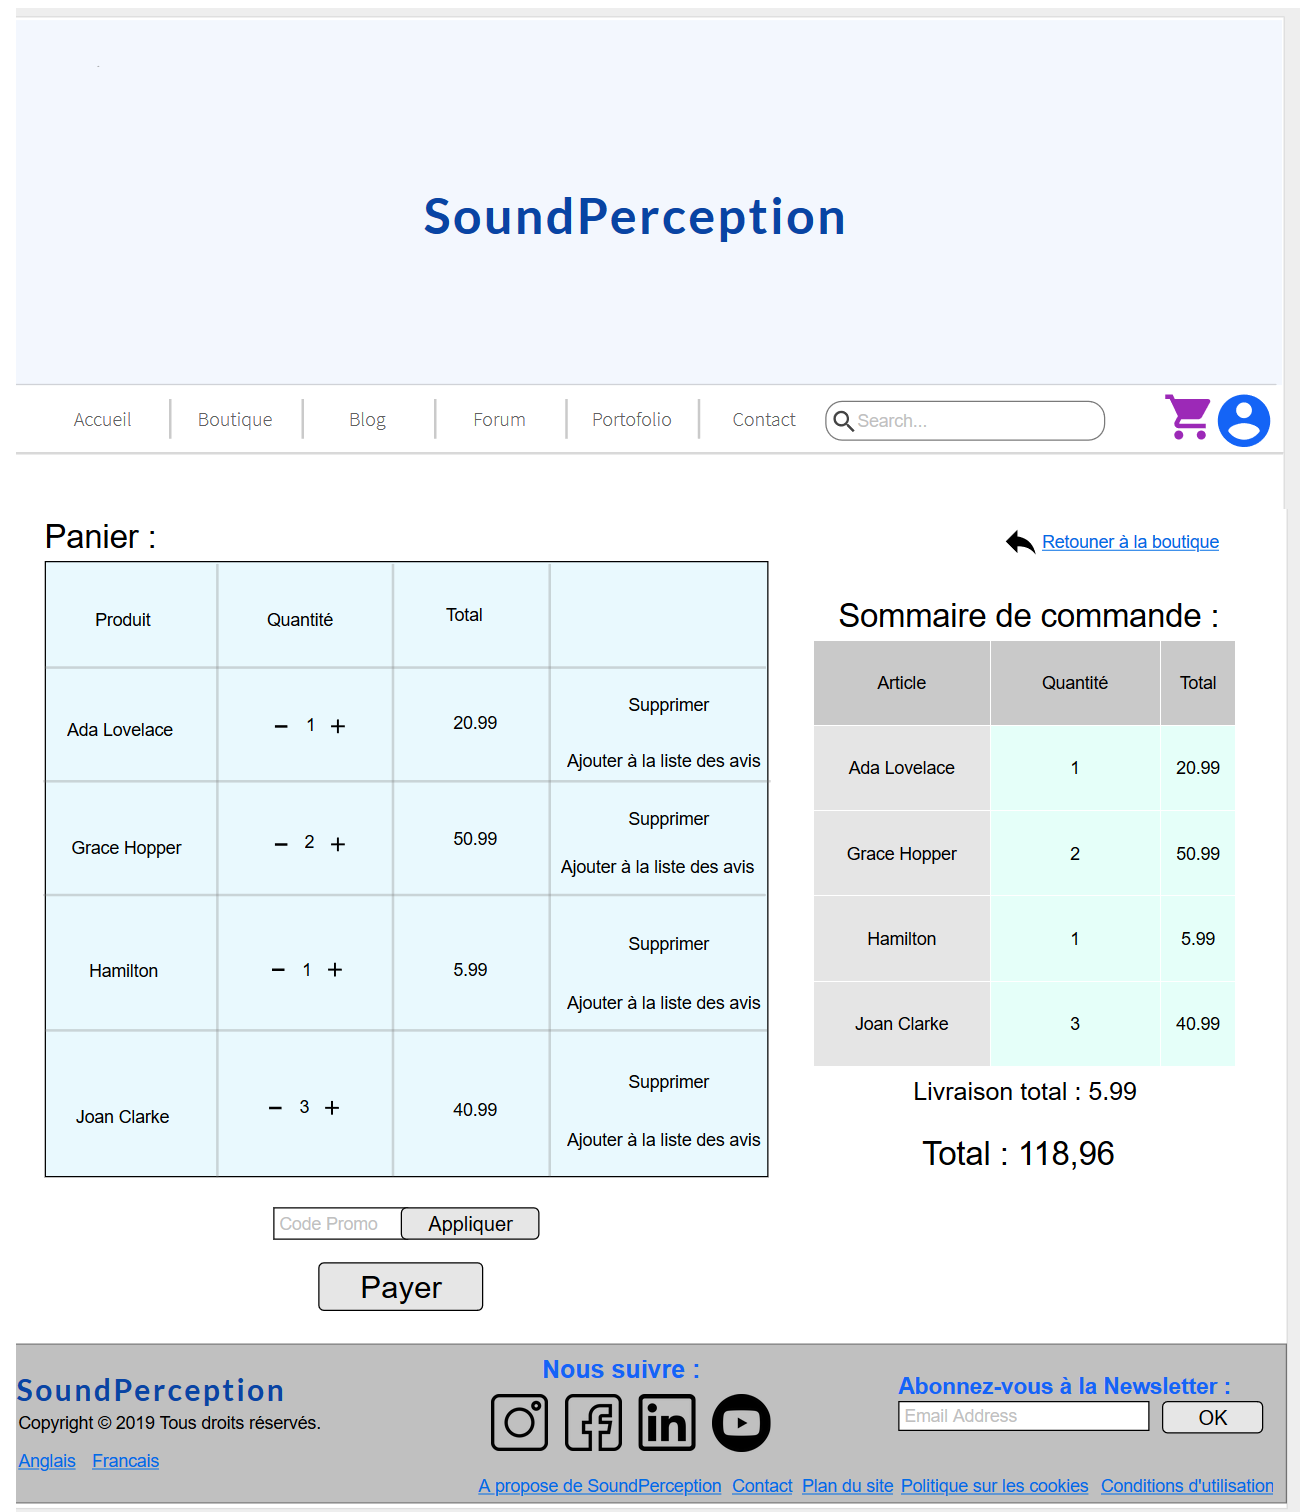 SoundPerception
Accueil Boutique Blog Forum Portofolio Contact Search...
Panier :
Retouner à la boutique
Produit Quantité Total
Ada Lovelace − 1 + 20.99 Supprimer
Ajouter à la liste des avis
Grace Hopper − 2 + 50.99 Supprimer
Ajouter à la liste des avis
Hamilton − 1 + 5.99 Supprimer
Ajouter à la liste des avis
Joan Clarke − 3 + 40.99 Supprimer
Ajouter à la liste des avis
Sommaire de commande :
Article Quantité Total
Ada Lovelace 1 20.99
Grace Hopper 2 50.99
Hamilton 1 5.99
Joan Clarke 3 40.99
Livraison total : 5.99
Total : 118,96
Code Promo Appliquer
Payer
SoundPerception
Copyright © 2019 Tous droits réservés.
Anglais Francais
Nous suivre :
in
Abonnez-vous à la Newsletter :
Email Address OK
A propose de SoundPerception Contact Plan du site Politique sur les cookies Conditions d'utilisation